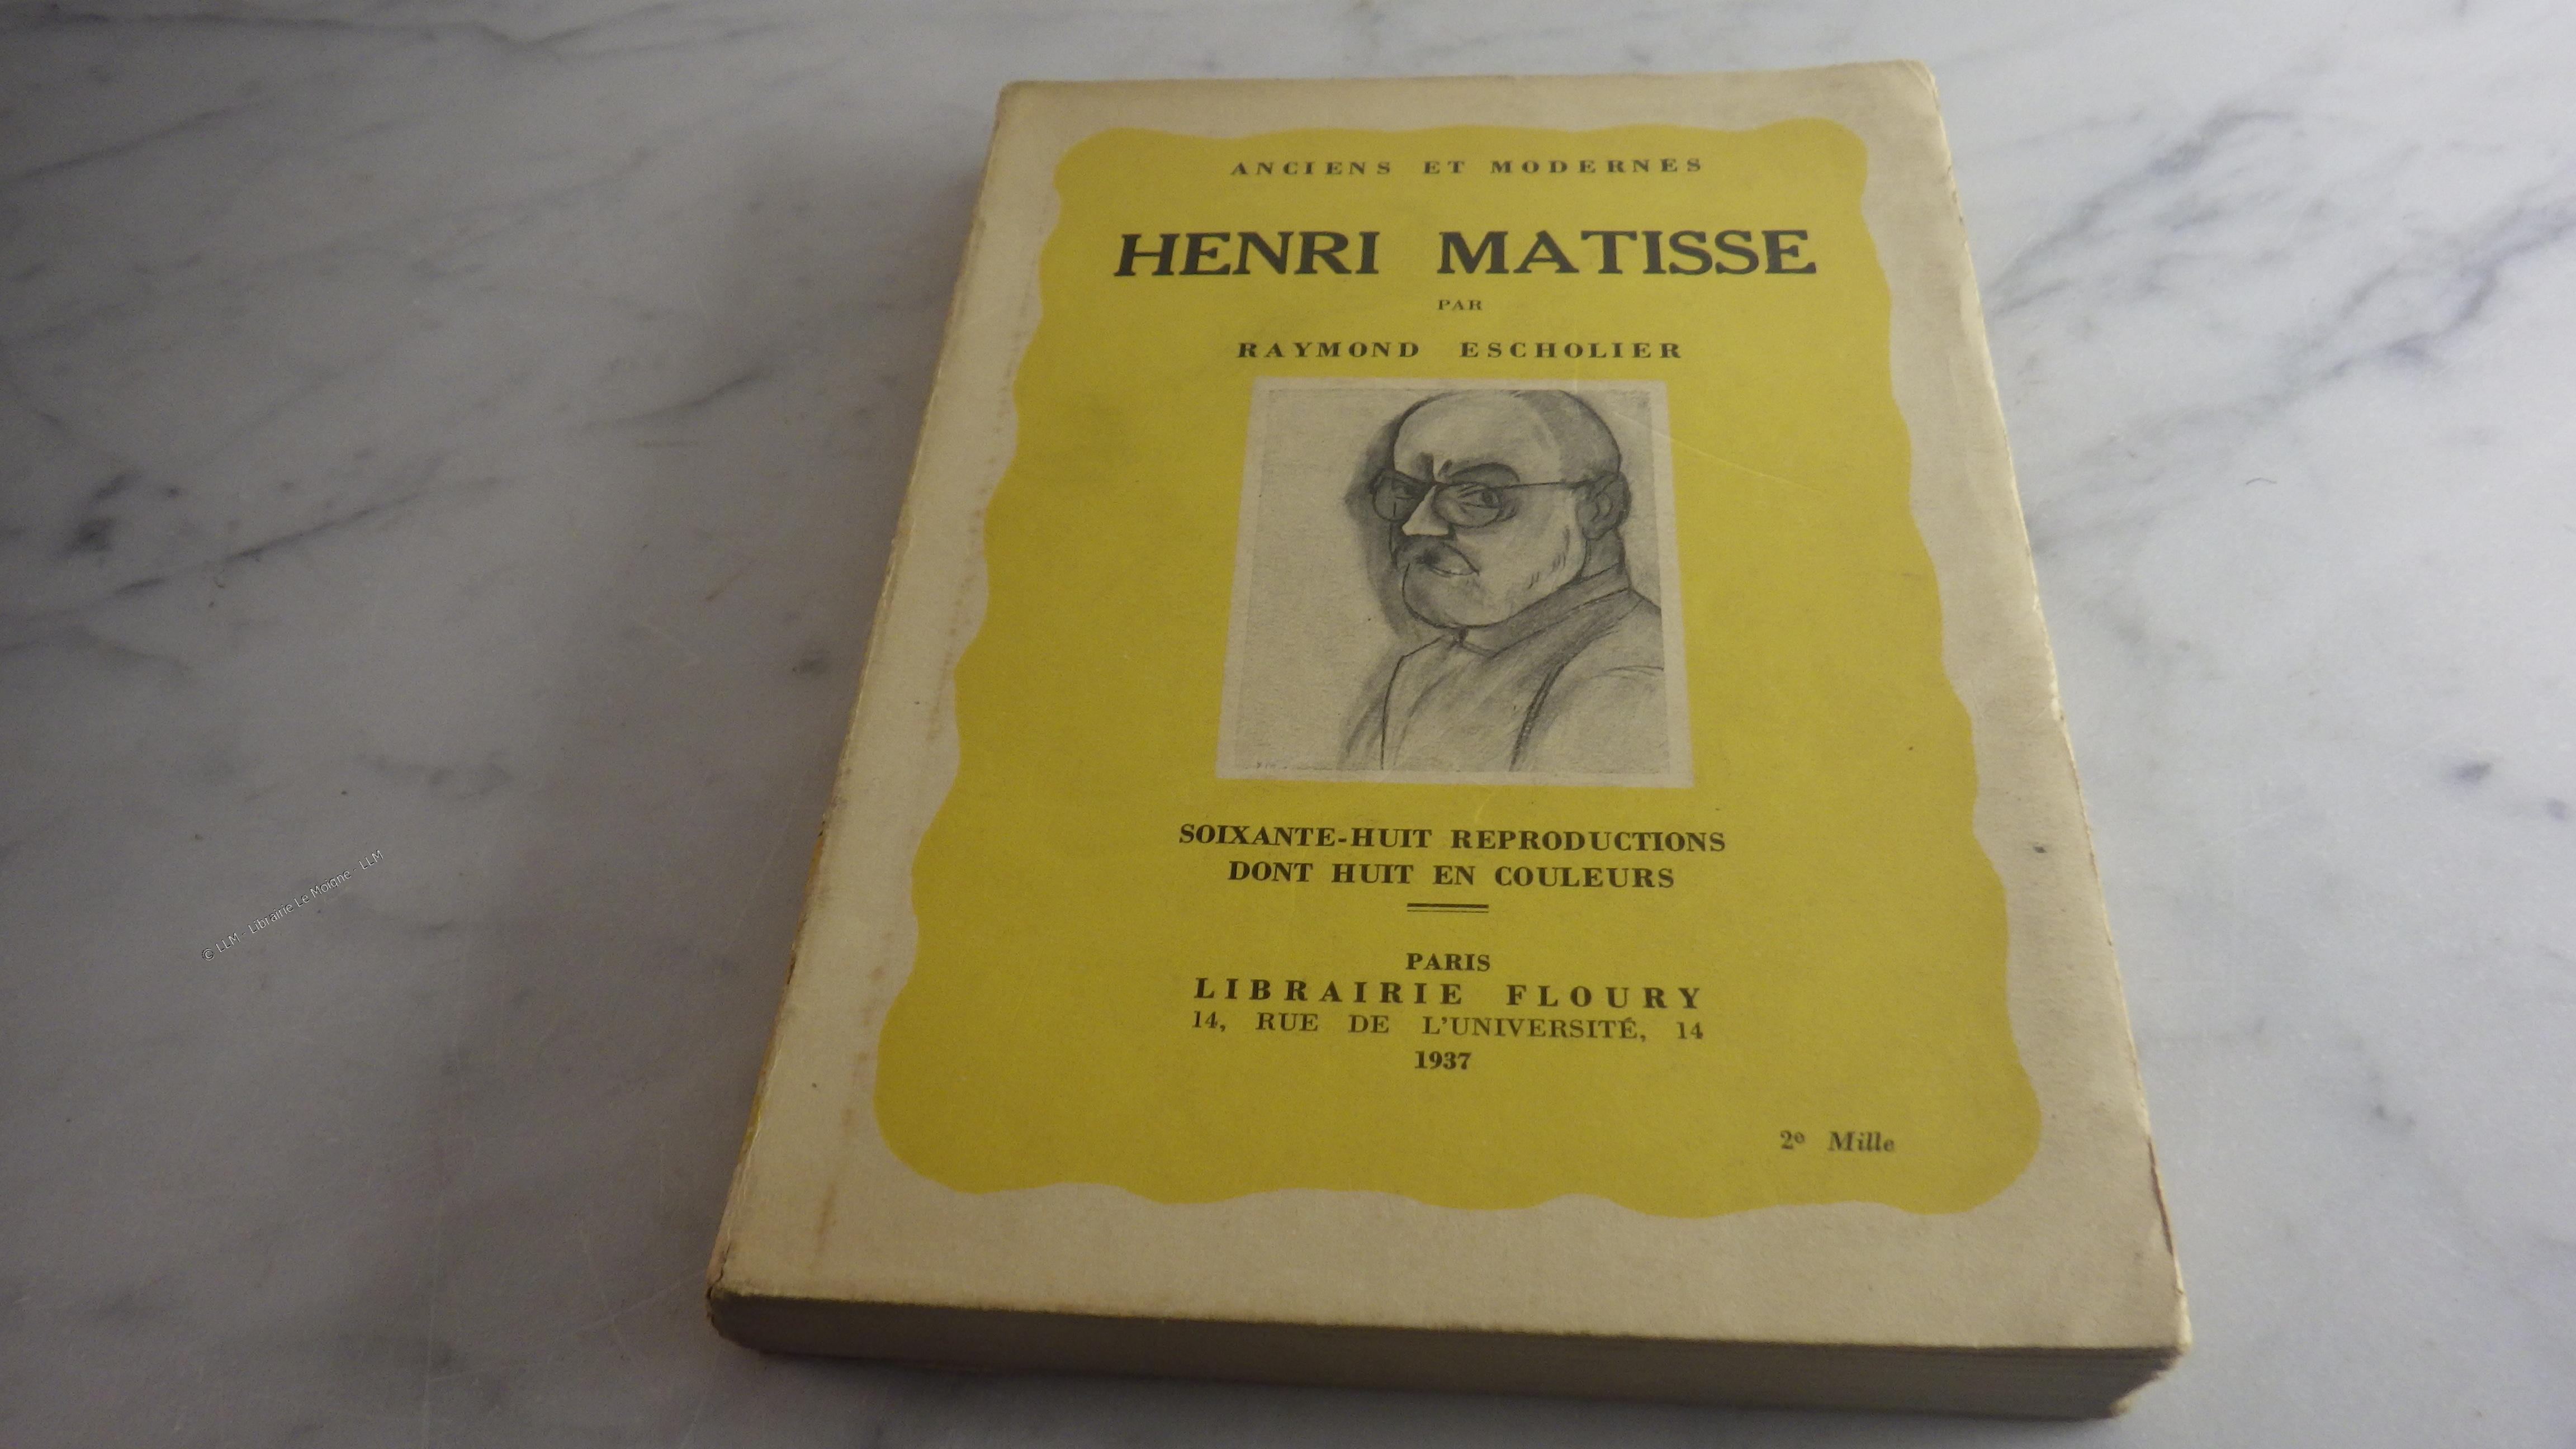 ANCIENS ET MODERNES
HENRI MATISSE
PAR
RAYMOND ESCHOLIER
SOIXANTE-HUIT REPRODUCTIONS
DONT HUIT EN COULEURS
PARIS
LIBRAIRIE FLOURY
14, RUE DE L'UNIVERSITÉ, 14
1937
2e Mille
© LLM - Librairie Le Moigne - LLM